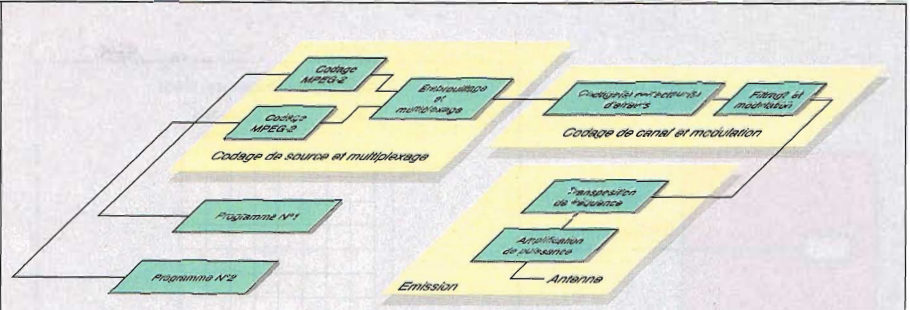 Codage
MPEG-2
Codage
MPEG-2
Embrouillage
et
multiplexage
Codage de source et multiplexage
Codage(s) correcteur(s)
d'erreurs
Filtrage et
modulation
Codage de canal et modulation
Programme N°1
Programme N°2
Transposition
de fréquence
Amplification
de puissance
Antenne
Emission